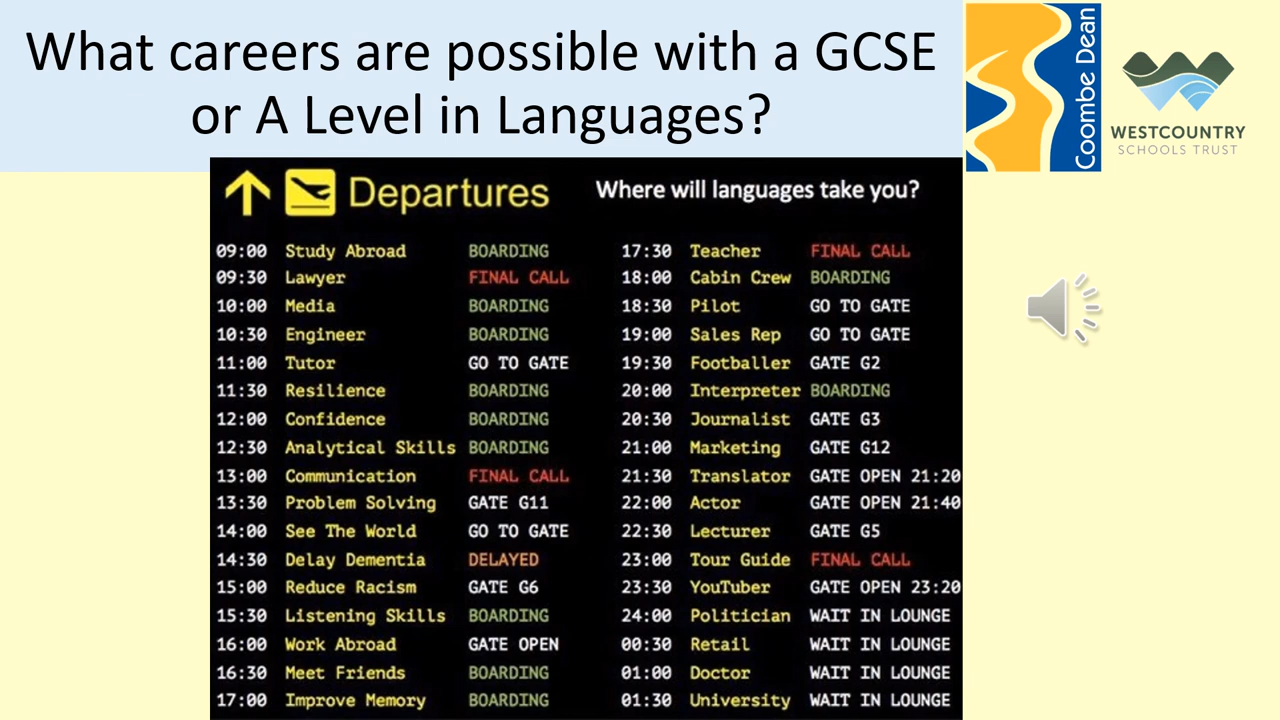 What careers are possible with a GCSE
or A Level in Languages?
Coombe Dean
WESTCOUNTRY
SCHOOLS TRUST
Departures
Where will languages take you?
09:00 Study Abroad BOARDING
09:30 Lawyer FINAL CALL
10:00 Media BOARDING
10:30 Engineer BOARDING
11:00 Tutor GO TO GATE
11:30 Resilience BOARDING
12:00 Confidence BOARDING
12:30 Analytical Skills BOARDING
13:00 Communication FINAL CALL
13:30 Problem Solving GATE G11
14:00 See The World GO TO GATE
14:30 Delay Dementia DELAYED
15:00 Reduce Racism GATE G6
15:30 Listening Skills BOARDING
16:00 Work Abroad GATE OPEN
16:30 Meet Friends BOARDING
17:00 Improve Memory BOARDING
17:30 Teacher FINAL CALL
18:00 Cabin Crew BOARDING
18:30 Pilot GO TO GATE
19:00 Sales Rep GO TO GATE
19:30 Footballer GATE G2
20:00 Interpreter BOARDING
20:30 Journalist GATE G3
21:00 Marketing GATE G12
21:30 Translator GATE OPEN 21:20
22:00 Actor GATE OPEN 21:40
22:30 Lecturer GATE G5
23:00 Tour Guide FINAL CALL
23:30 YouTuber GATE OPEN 23:20
24:00 Politician WAIT IN LOUNGE
00:30 Retail WAIT IN LOUNGE
01:00 Doctor WAIT IN LOUNGE
01:30 University WAIT IN LOUNGE